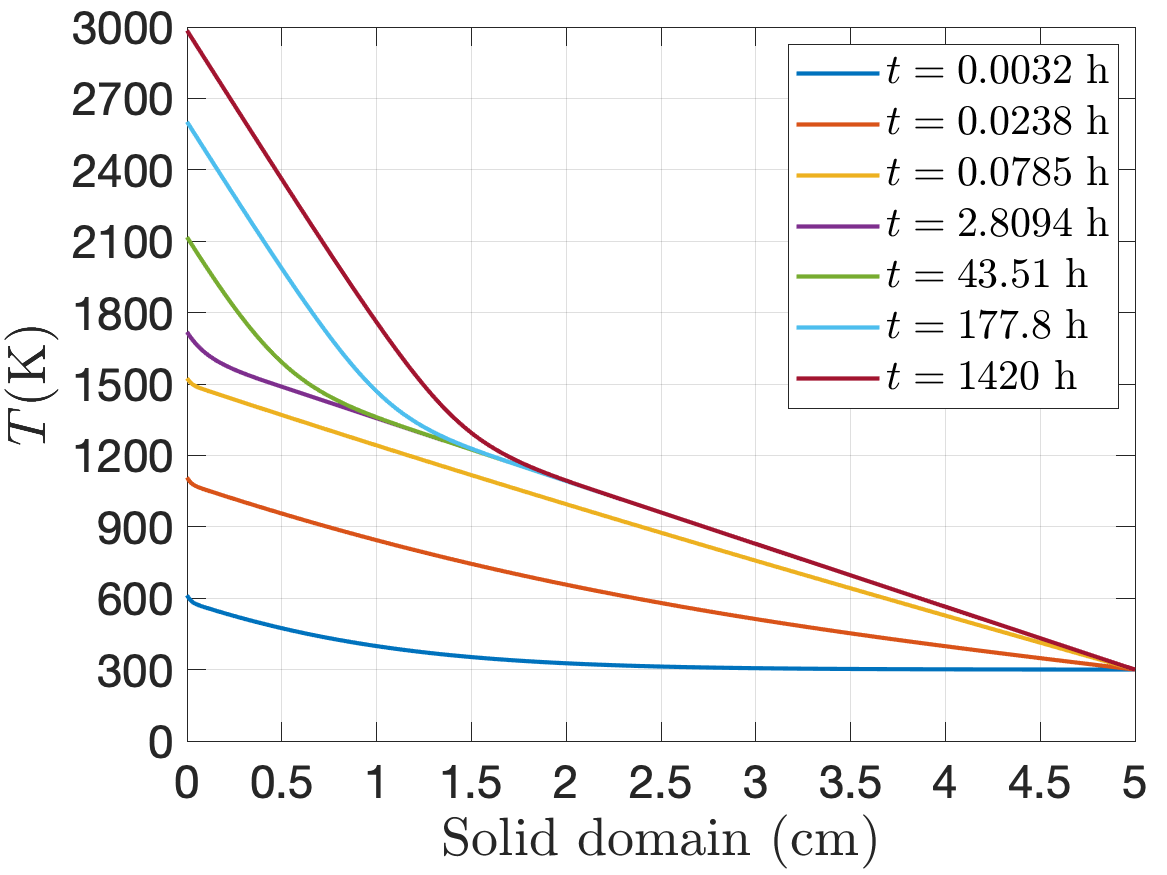 3000
2700
2400
2100
1800
1500
1200
900
600
300
0
T(K)
t = 0.0032 h
t = 0.0238 h
t = 0.0785 h
t = 2.8094 h
t = 43.51 h
t = 177.8 h
t = 1420 h
0 0.5 1 1.5 2 2.5 3 3.5 4 4.5 5
Solid domain (cm)